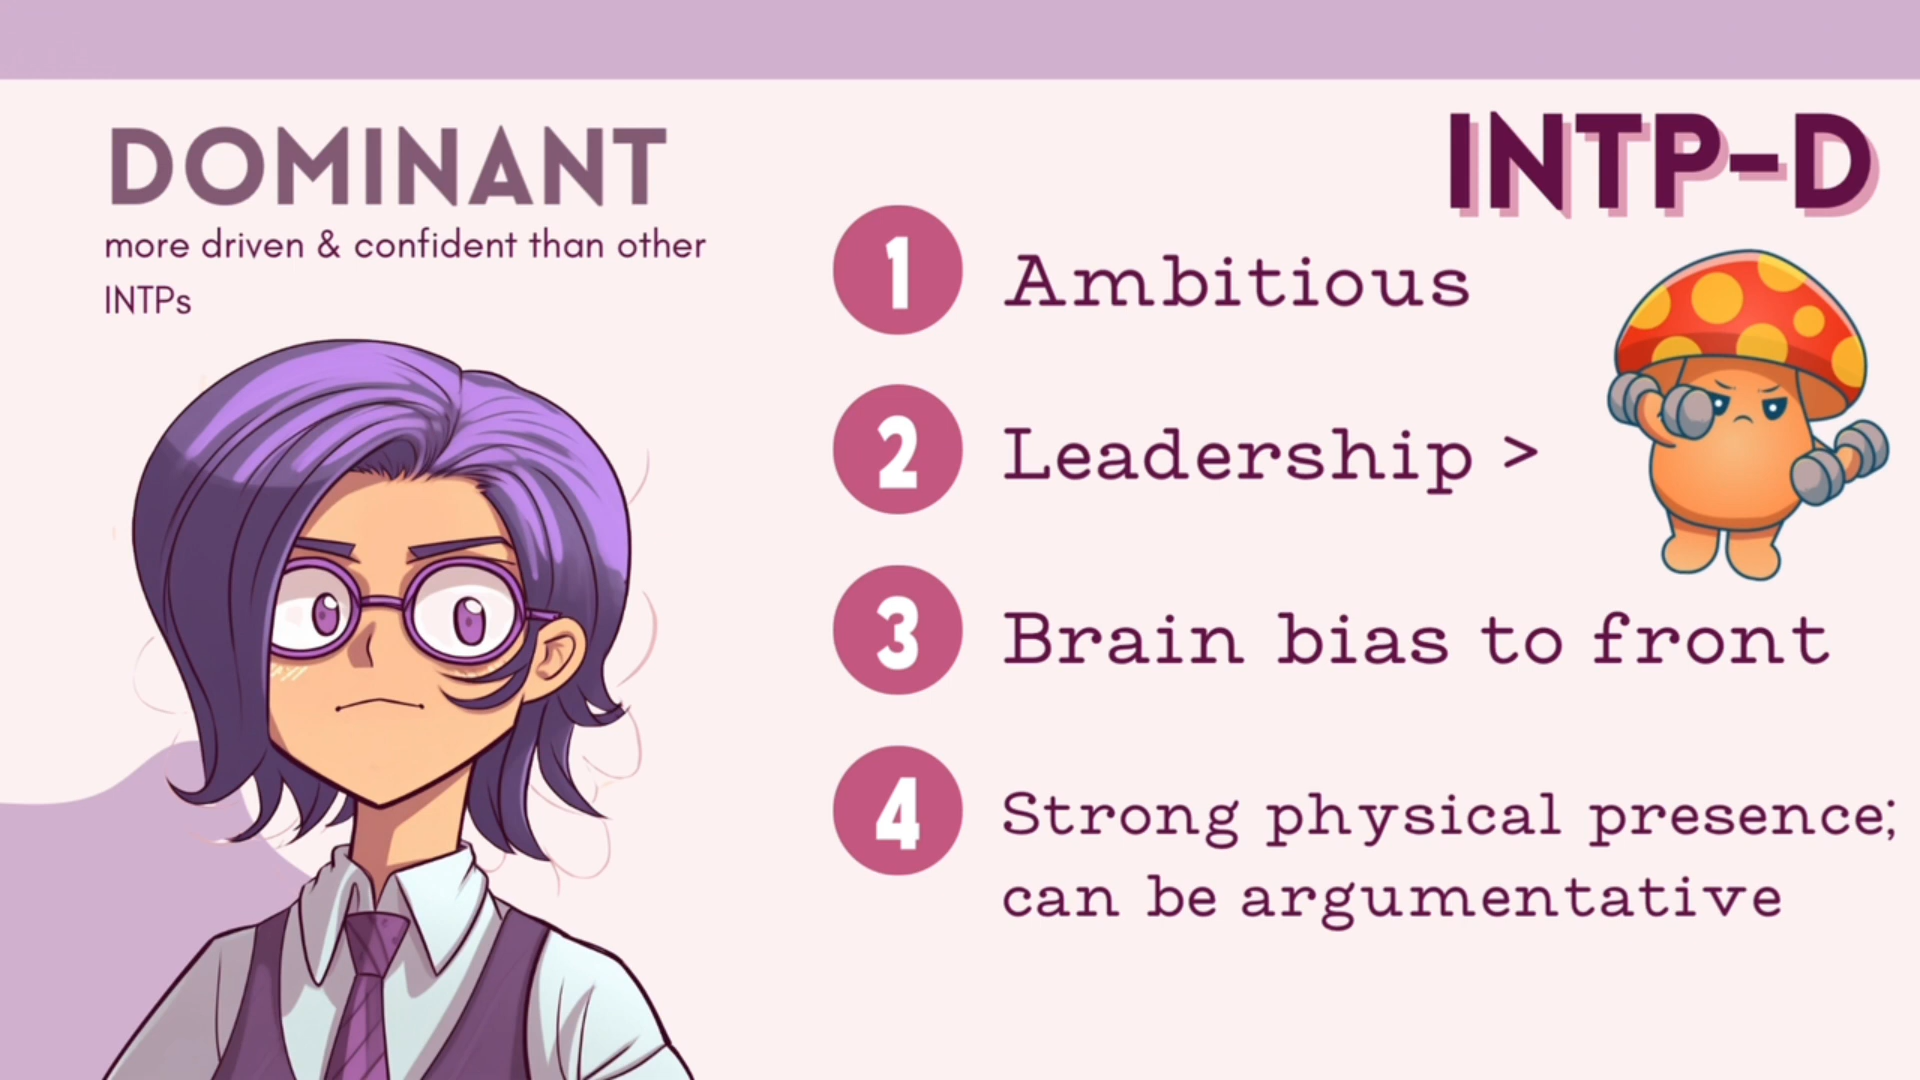 DOMINANT
more driven & confident than other
INTPs
INTP-D
1 Ambitious
2 Leadership >
3 Brain bias to front
4 Strong physical presence;
can be argumentative